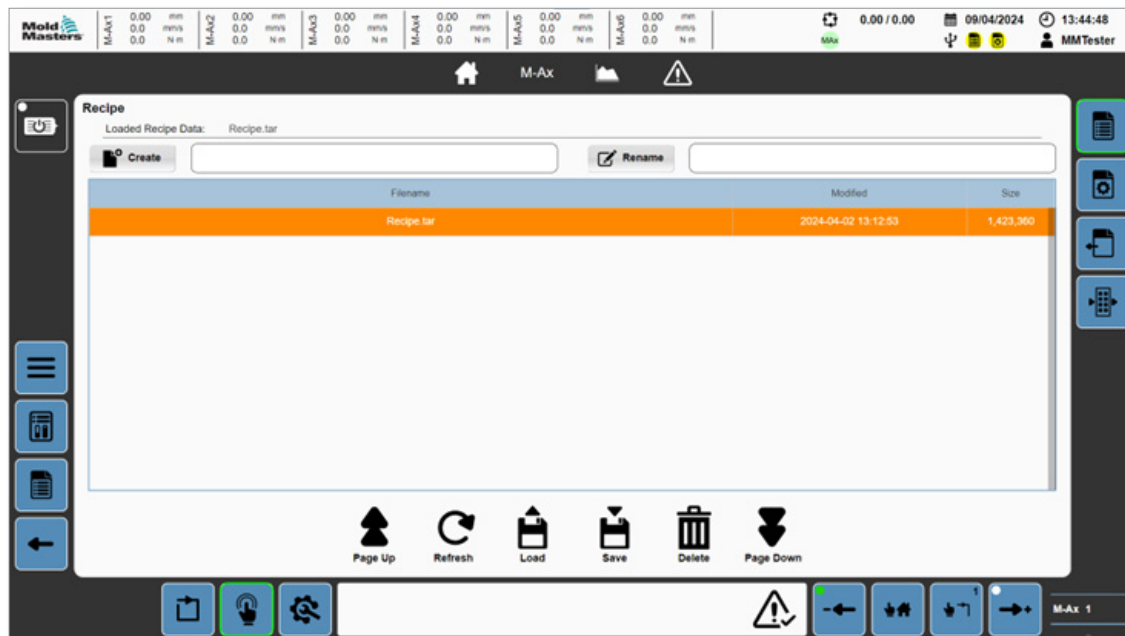 Mold
Masters
M-Ax1 0.00 mm
0.0 mm/s
0.0 N·m
M-Ax2 0.00 mm
0.0 mm/s
0.0 N·m
M-Ax3 0.00 mm
0.0 mm/s
0.0 N·m
M-Ax4 0.00 mm
0.0 mm/s
0.0 N·m
M-Ax5 0.00 mm
0.0 mm/s
0.0 N·m
M-Ax6 0.00 mm
0.0 mm/s
0.0 N·m
MAx
0.00 / 0.00
09/04/2024
13:44:48
MMTester
M-Ax
Recipe
Loaded Recipe Data: Recipe.tar
Create
Rename
Filename Modified Size
Recipe.tar 2024-04-02 13:12:53 1,423,360
Page Up Refresh Load Save Delete Page Down
1
M-Ax 1